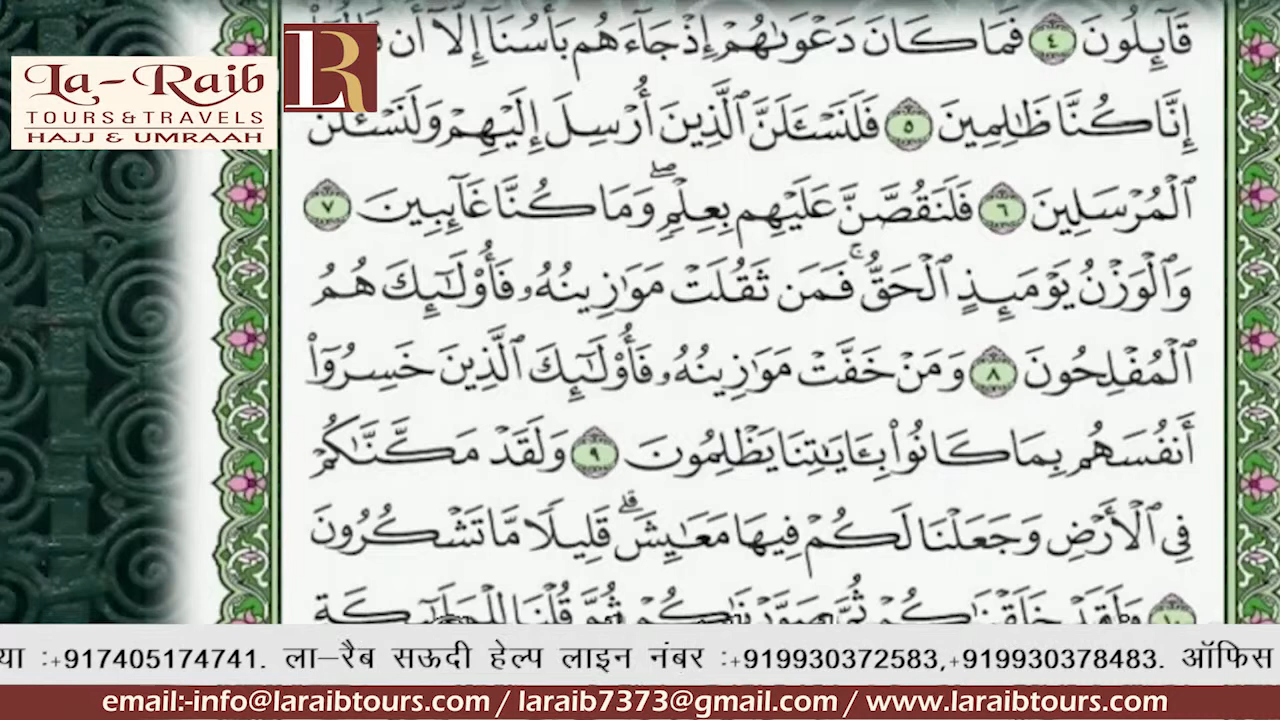 La-Raib
TOURS & TRAVELS
HAJJ & UMRAAH
LR
قَآئِلُونَ ٤ فَمَا كَانَ دَعْوَىٰهُمْ إِذْ جَآءَهُم بَأْسُنَآ إِلَّآ أَن
إِنَّا كُنَّا ظَـٰلِمِينَ ٥ فَلَنَسْـَٔلَنَّ ٱلَّذِينَ أُرْسِلَ إِلَيْهِمْ وَلَنَسْـَٔلَنَّ
ٱلْمُرْسَلِينَ ٦ فَلَنَقُصَّنَّ عَلَيْهِم بِعِلْمٍ ۖ وَمَا كُنَّا غَآئِبِينَ ٧
وَٱلْوَزْنُ يَوْمَئِذٍ ٱلْحَقُّ ۚ فَمَن ثَقُلَتْ مَوَٰزِينُهُۥ فَأُو۟لَـٰٓئِكَ هُمُ
ٱلْمُفْلِحُونَ ٨ وَمَنْ خَفَّتْ مَوَٰزِينُهُۥ فَأُو۟لَـٰٓئِكَ ٱلَّذِينَ خَسِرُوٓا۟
أَنفُسَهُم بِمَا كَانُوا۟ بِـَٔايَـٰتِنَا يَظْلِمُونَ ٩ وَلَقَدْ مَكَّنَّـٰكُمْ
فِى ٱلْأَرْضِ وَجَعَلْنَا لَكُمْ فِيهَا مَعَـٰيِشَ ۗ قَلِيلًا مَّا تَشْكُرُونَ
١٠ وَلَقَدْ خَلَقْنَـٰكُمْ ثُمَّ صَوَّرْنَـٰكُمْ ثُمَّ قُلْنَا لِلْمَلَـٰٓئِكَةِ
या :+917405174741. ला–रैब सऊदी हेल्प लाइन नंबर :+919930372583,+919930378483. ऑफिस
email:-info@laraibtours.com / laraib7373@gmail.com / www.laraibtours.com